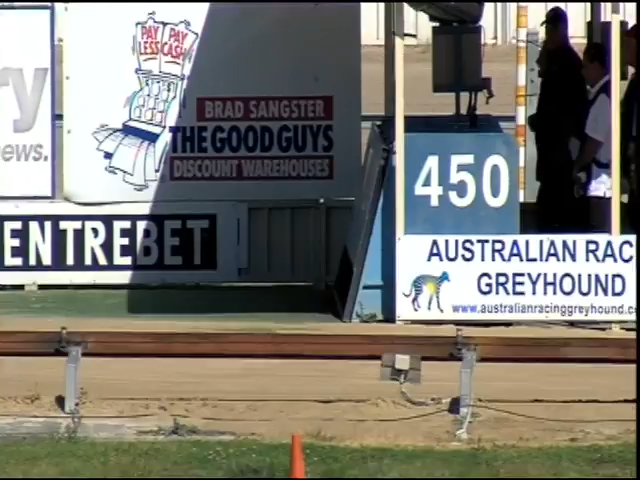 PAY PAY
LESS CASH
BRAD SANGSTER
THE GOOD GUYS
DISCOUNT WAREHOUSES
ry
ews.
ENTREBET
450
AUSTRALIAN RAC
GREYHOUND
www.australianracinggreyhound.c